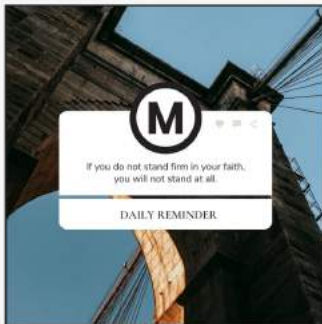 M
If you do not stand firm in your faith,
you will not stand at all.
DAILY REMINDER